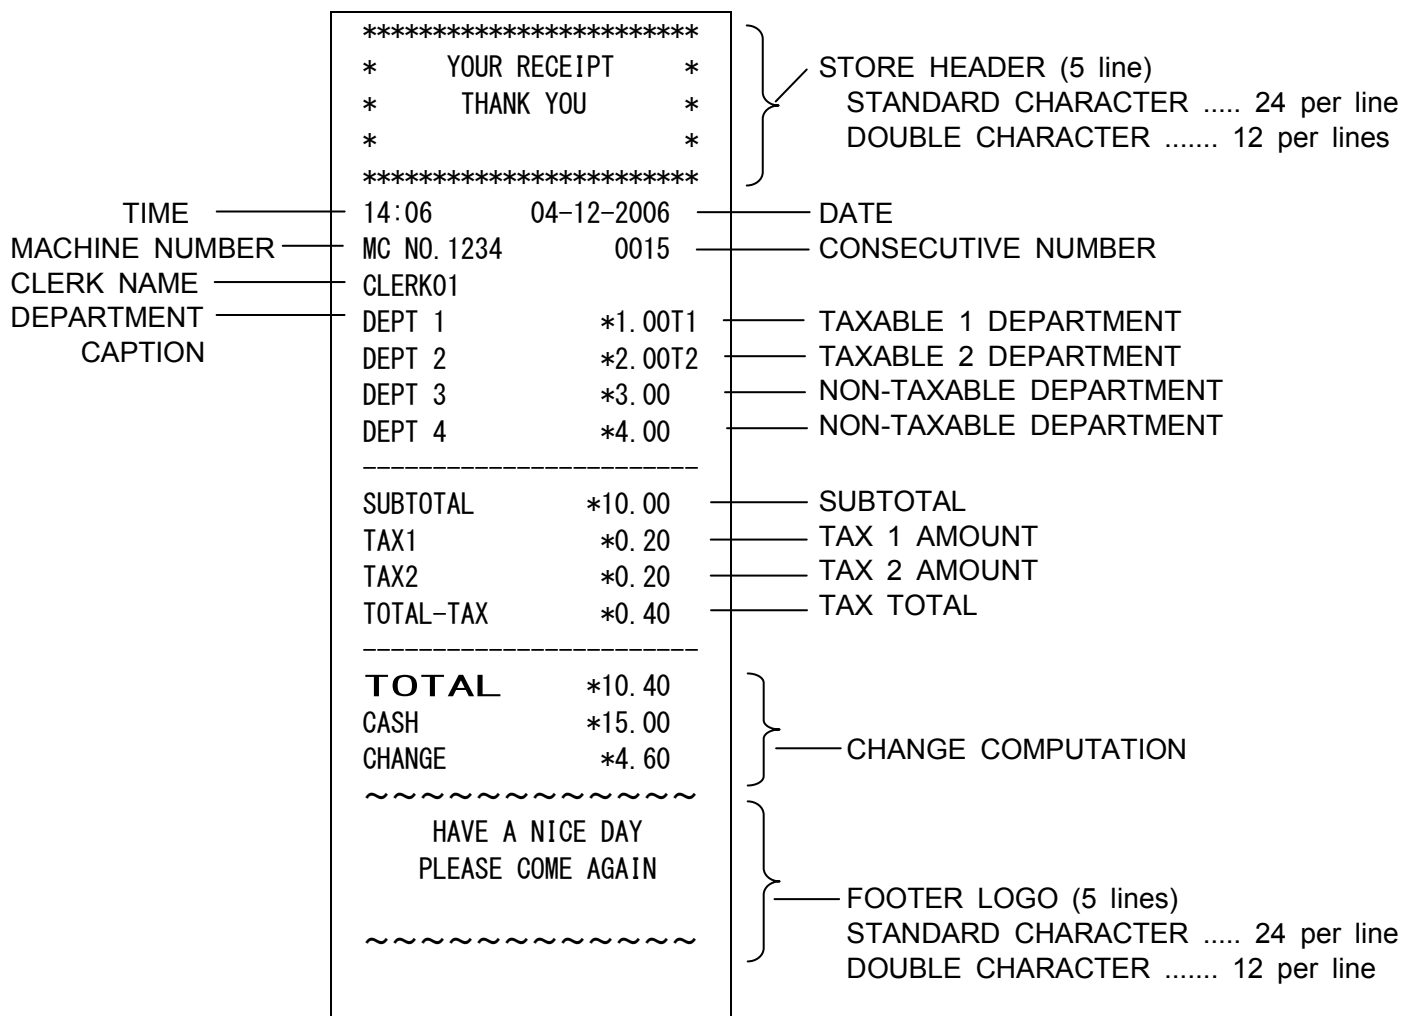 ************************
* YOUR RECEIPT *
* THANK YOU *
* *
************************
STORE HEADER (5 line)
STANDARD CHARACTER ..... 24 per line
DOUBLE CHARACTER ....... 12 per lines
TIME 14:06 04-12-2006 DATE
MACHINE NUMBER MC NO.1234 0015 CONSECUTIVE NUMBER
CLERK NAME CLERK01
DEPARTMENT CAPTION
DEPT 1 *1.00T1 TAXABLE 1 DEPARTMENT
DEPT 2 *2.00T2 TAXABLE 2 DEPARTMENT
DEPT 3 *3.00 NON-TAXABLE DEPARTMENT
DEPT 4 *4.00 NON-TAXABLE DEPARTMENT
------------------------
SUBTOTAL *10.00 SUBTOTAL
TAX1 *0.20 TAX 1 AMOUNT
TAX2 *0.20 TAX 2 AMOUNT
TOTAL-TAX *0.40 TAX TOTAL
------------------------
TOTAL *10.40
CASH *15.00
CHANGE *4.60
CHANGE COMPUTATION
~~~~~~~~~~~~
HAVE A NICE DAY
PLEASE COME AGAIN
~~~~~~~~~~~~
FOOTER LOGO (5 lines)
STANDARD CHARACTER ..... 24 per line
DOUBLE CHARACTER ....... 12 per line